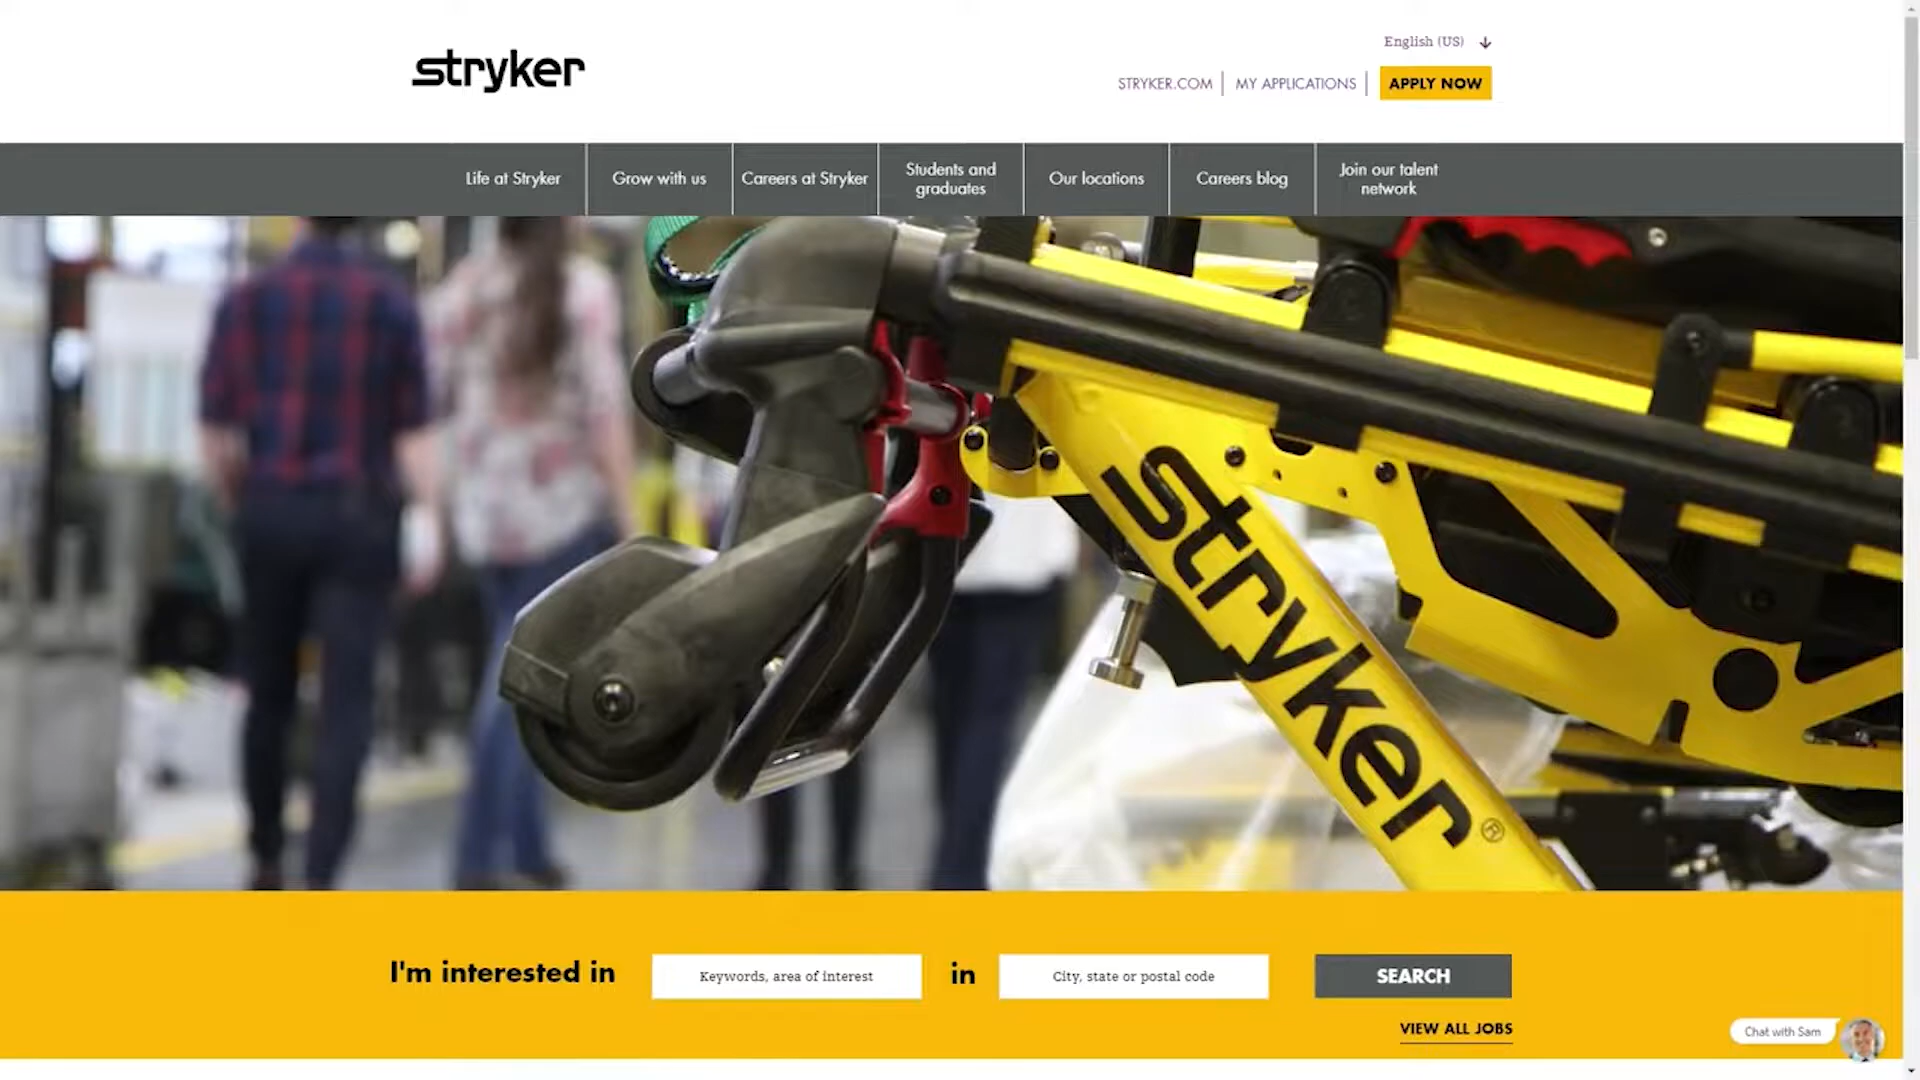 stryker
English (US)
STRYKER.COM
MY APPLICATIONS
APPLY NOW
Life at Stryker
Grow with us
Careers at Stryker
Students and
graduates
Our locations
Careers blog
Join our talent
network
stryker®
I'm interested in
Keywords, area of interest
in
City, state or postal code
SEARCH
VIEW ALL JOBS
Chat with Sam